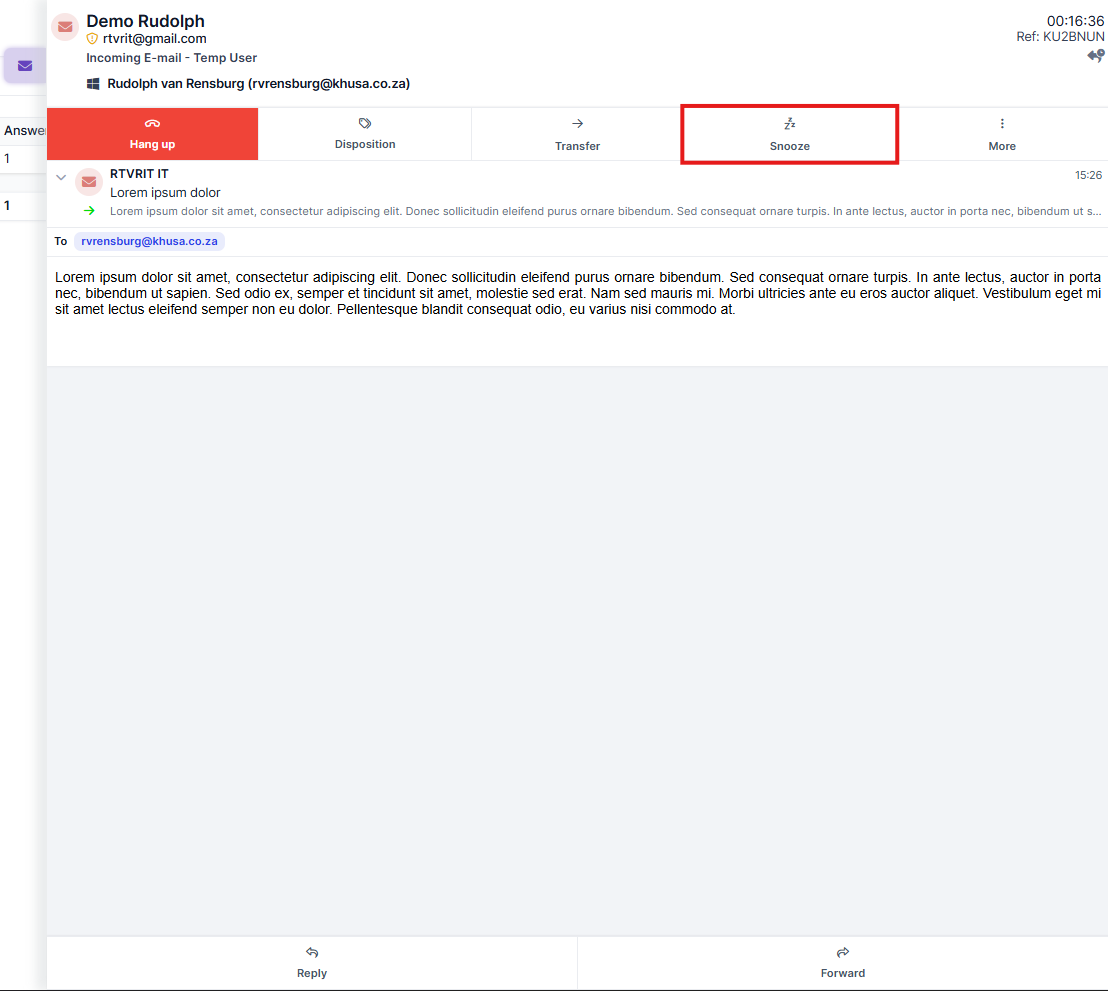 Demo Rudolph
00:16:36
rtvrit@gmail.com
Ref: KU2BNUN
Incoming E-mail - Temp User
Rudolph van Rensburg (rvrensburg@khusa.co.za)
Answe
1
1
Hang up
Disposition
Transfer
Snooze
More
RTVRIT IT
15:26
Lorem ipsum dolor
Lorem ipsum dolor sit amet, consectetur adipiscing elit. Donec sollicitudin eleifend purus ornare bibendum. Sed consequat ornare turpis. In ante lectus, auctor in porta nec, bibendum ut s...
To rvrensburg@khusa.co.za
Lorem ipsum dolor sit amet, consectetur adipiscing elit. Donec sollicitudin eleifend purus ornare bibendum. Sed consequat ornare turpis. In ante lectus, auctor in porta
nec, bibendum ut sapien. Sed odio ex, semper et tincidunt sit amet, molestie sed erat. Nam sed mauris mi. Morbi ultricies ante eu eros auctor aliquet. Vestibulum eget mi
sit amet lectus eleifend semper non eu dolor. Pellentesque blandit consequat odio, eu varius nisi commodo at.
Reply
Forward